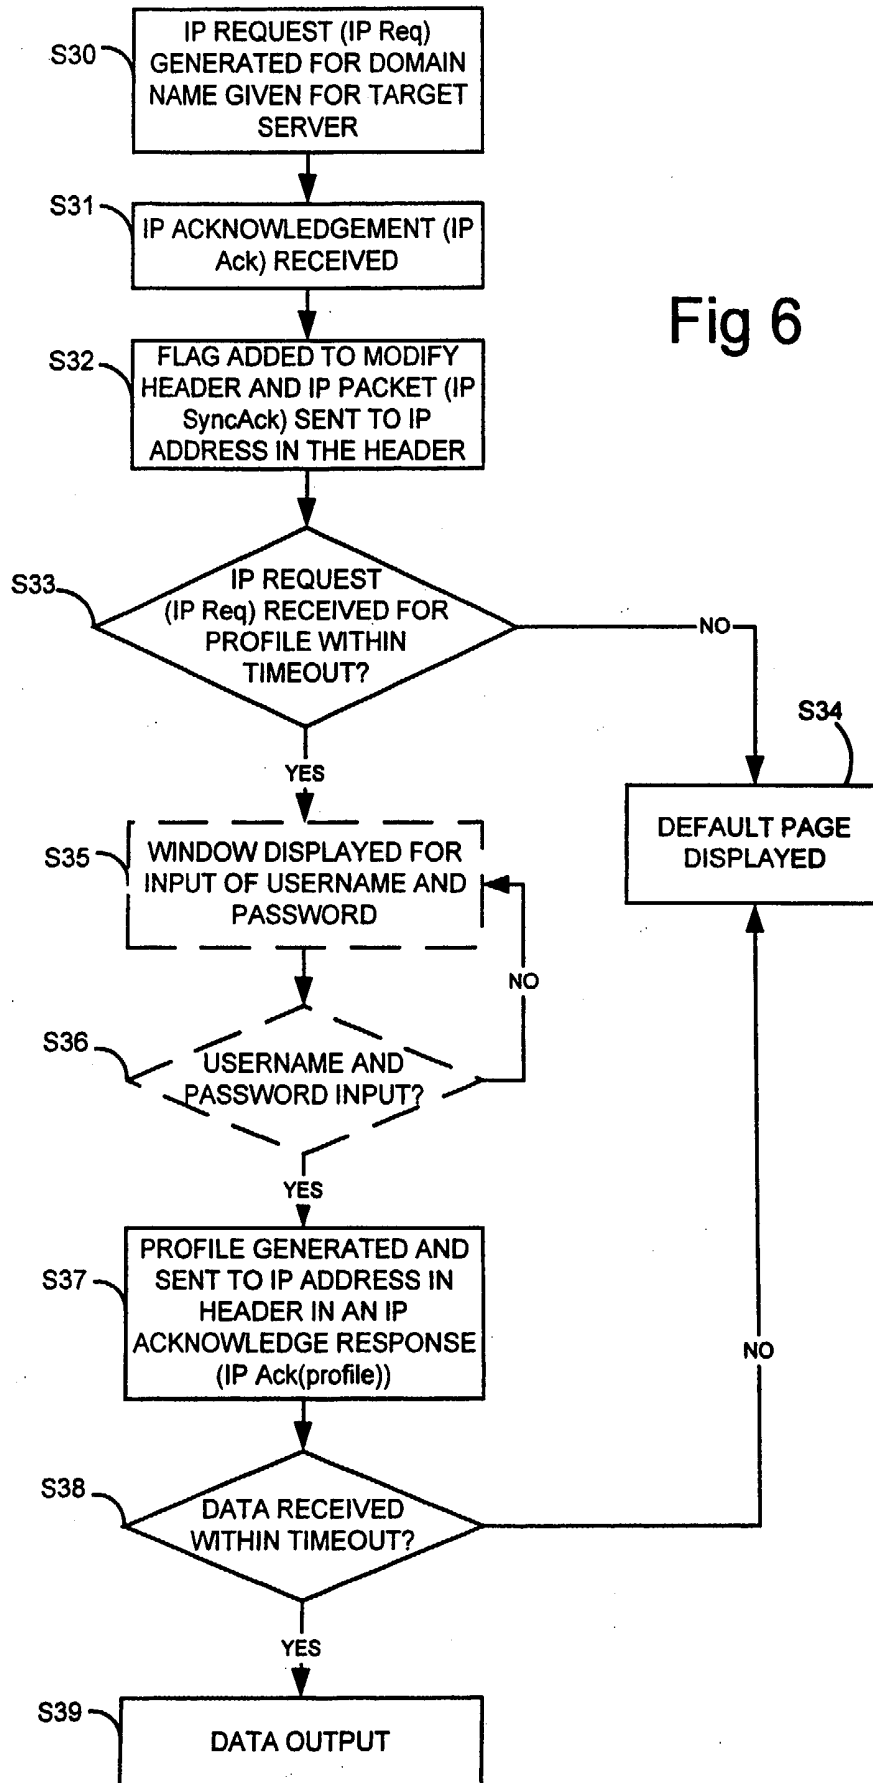 S30
IP REQUEST (IP Req)
GENERATED FOR DOMAIN
NAME GIVEN FOR TARGET
SERVER
S31
IP ACKNOWLEDGEMENT (IP
Ack) RECEIVED
Fig 6
S32
FLAG ADDED TO MODIFY
HEADER AND IP PACKET (IP
SyncAck) SENT TO IP
ADDRESS IN THE HEADER
S33
IP REQUEST
(IP Req) RECEIVED FOR
PROFILE WITHIN
TIMEOUT?
NO
S34
DEFAULT PAGE
DISPLAYED
YES
S35
WINDOW DISPLAYED FOR
INPUT OF USERNAME AND
PASSWORD
NO
S36
USERNAME AND
PASSWORD INPUT?
YES
S37
PROFILE GENERATED AND
SENT TO IP ADDRESS IN
HEADER IN AN IP
ACKNOWLEDGE RESPONSE
(IP Ack(profile))
NO
S38
DATA RECEIVED
WITHIN TIMEOUT?
YES
S39
DATA OUTPUT